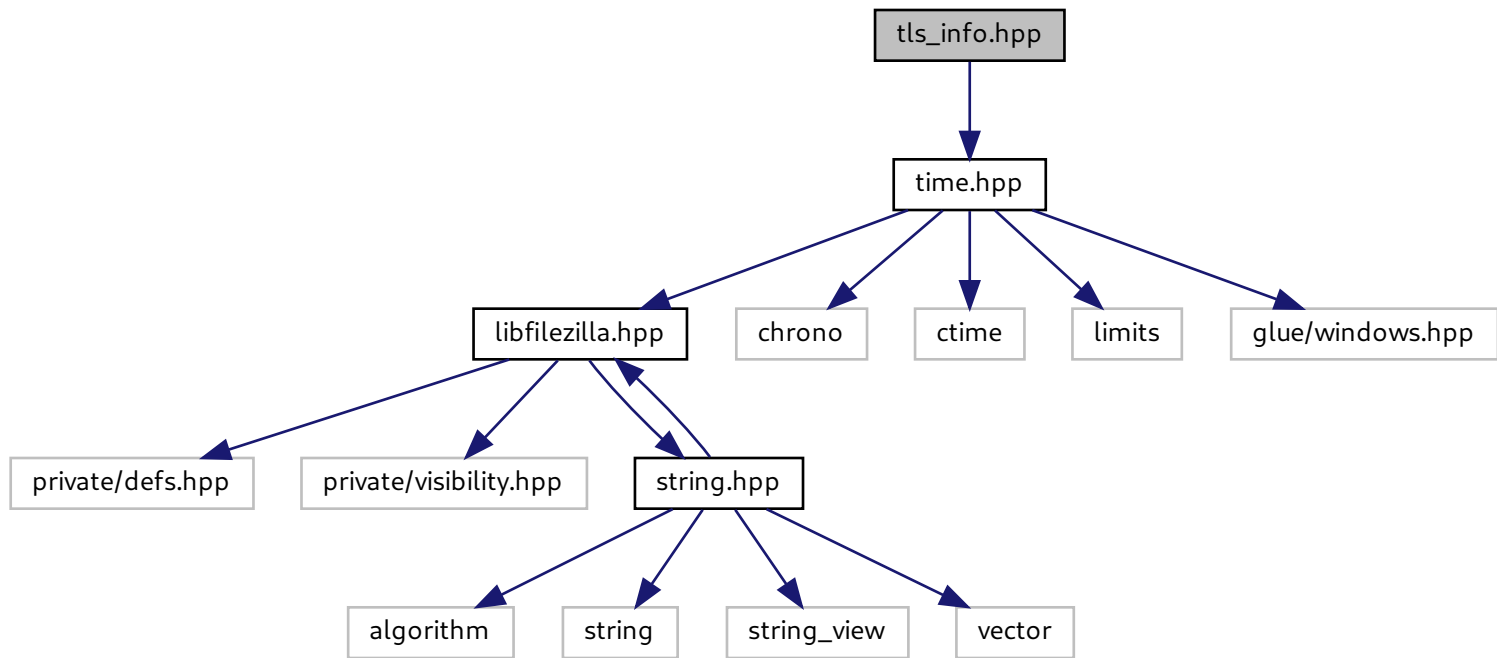 tls_info.hpp
time.hpp
libfilezilla.hpp
chrono
ctime
limits
glue/windows.hpp
private/defs.hpp
private/visibility.hpp
string.hpp
algorithm
string
string_view
vector